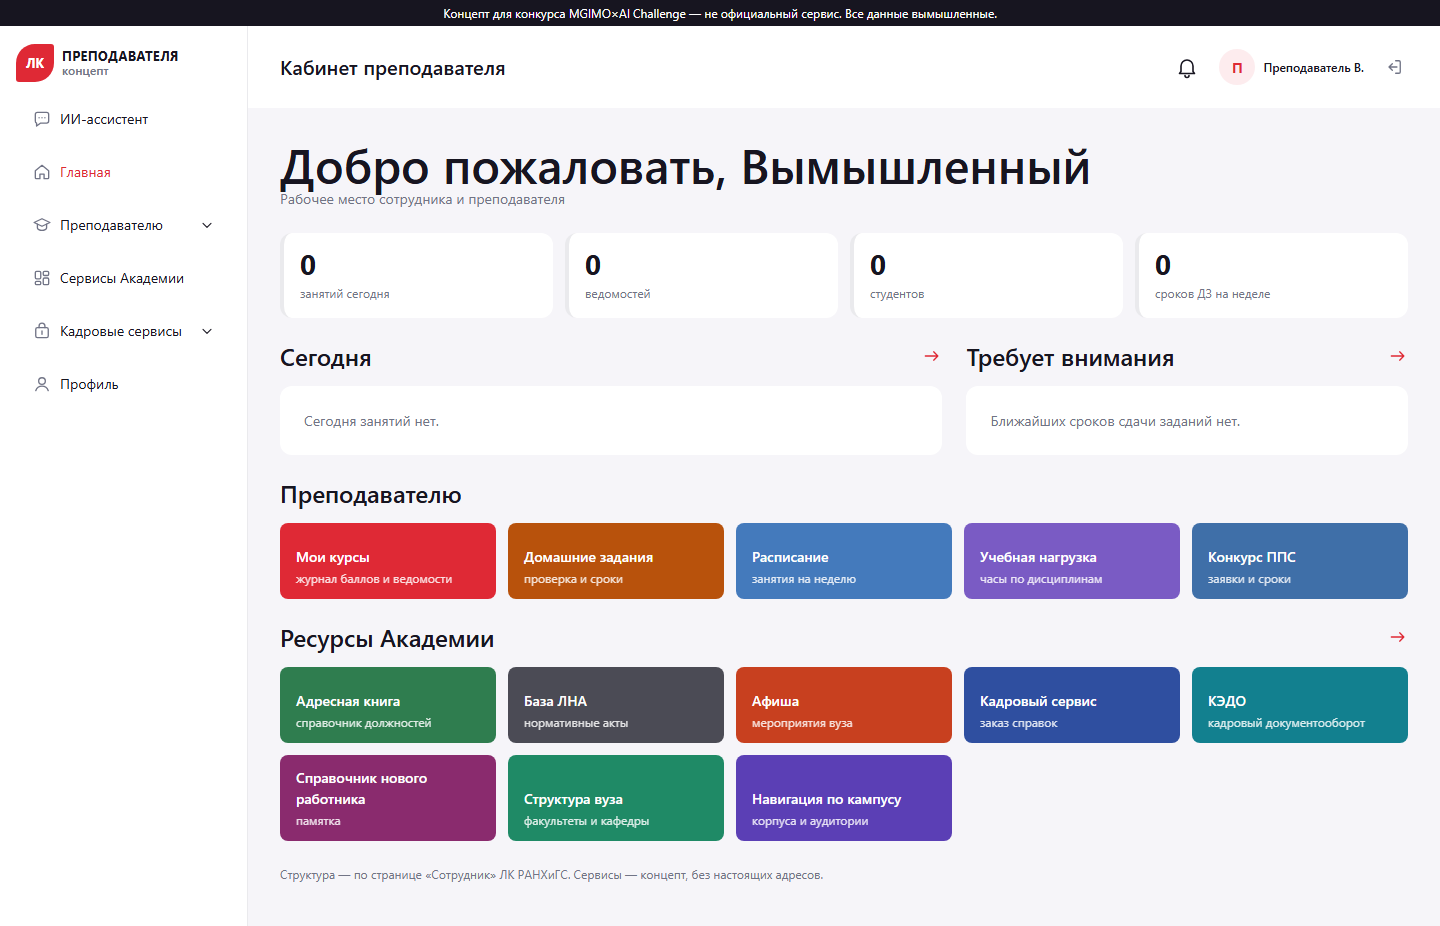 Концепт для конкурса MGIMO×AI Challenge — не официальный сервис. Все данные вымышленные.
ЛК
ПРЕПОДАВАТЕЛЯ
концепт
ИИ-ассистент
Главная
Преподавателю
Сервисы Академии
Кадровые сервисы
Профиль
Кабинет преподавателя
П
Преподаватель В.
Добро пожаловать, Вымышленный
Рабочее место сотрудника и преподавателя
0
занятий сегодня
0
ведомостей
0
студентов
0
сроков ДЗ на неделе
Сегодня
Сегодня занятий нет.
Требует внимания
Ближайших сроков сдачи заданий нет.
Преподавателю
Мои курсы
журнал баллов и ведомости
Домашние задания
проверка и сроки
Расписание
занятия на неделю
Учебная нагрузка
часы по дисциплинам
Конкурс ППС
заявки и сроки
Ресурсы Академии
Адресная книга
справочник должностей
База ЛНА
нормативные акты
Афиша
мероприятия вуза
Кадровый сервис
заказ справок
КЭДО
кадровый документооборот
Справочник нового
работника
памятка
Структура вуза
факультеты и кафедры
Навигация по кампусу
корпуса и аудитории
Структура — по странице «Сотрудник» ЛК РАНХиГС. Сервисы — концепт, без настоящих адресов.